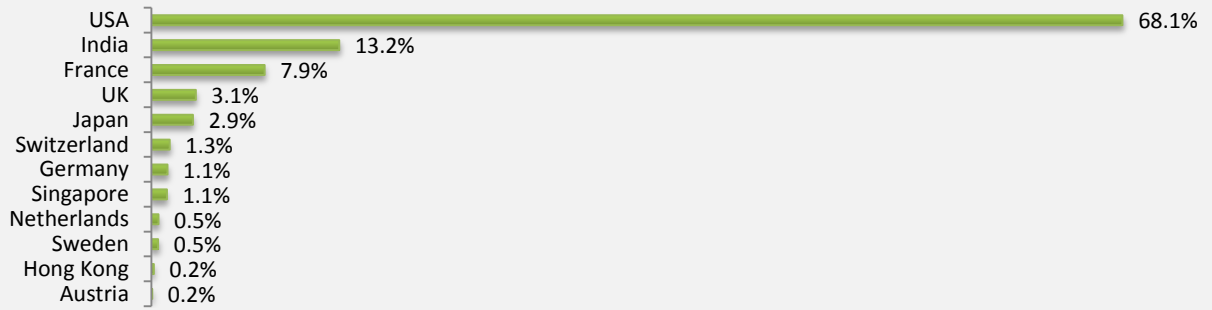 USA 68.1%
India 13.2%
France 7.9%
UK 3.1%
Japan 2.9%
Switzerland 1.3%
Germany 1.1%
Singapore 1.1%
Netherlands 0.5%
Sweden 0.5%
Hong Kong 0.2%
Austria 0.2%